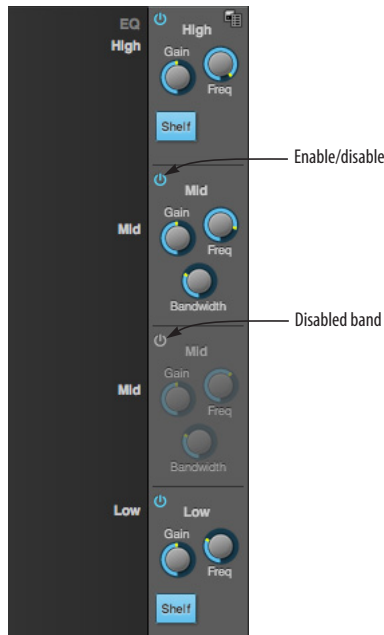 EQ
High
High
Gain
Freq
Shelf
Enable/disable
Mid
Gain
Mid
Freq
Bandwidth
Disabled band
Mid
Gain
Mid
Freq
Bandwidth
Low
Low
Gain
Freq
Shelf